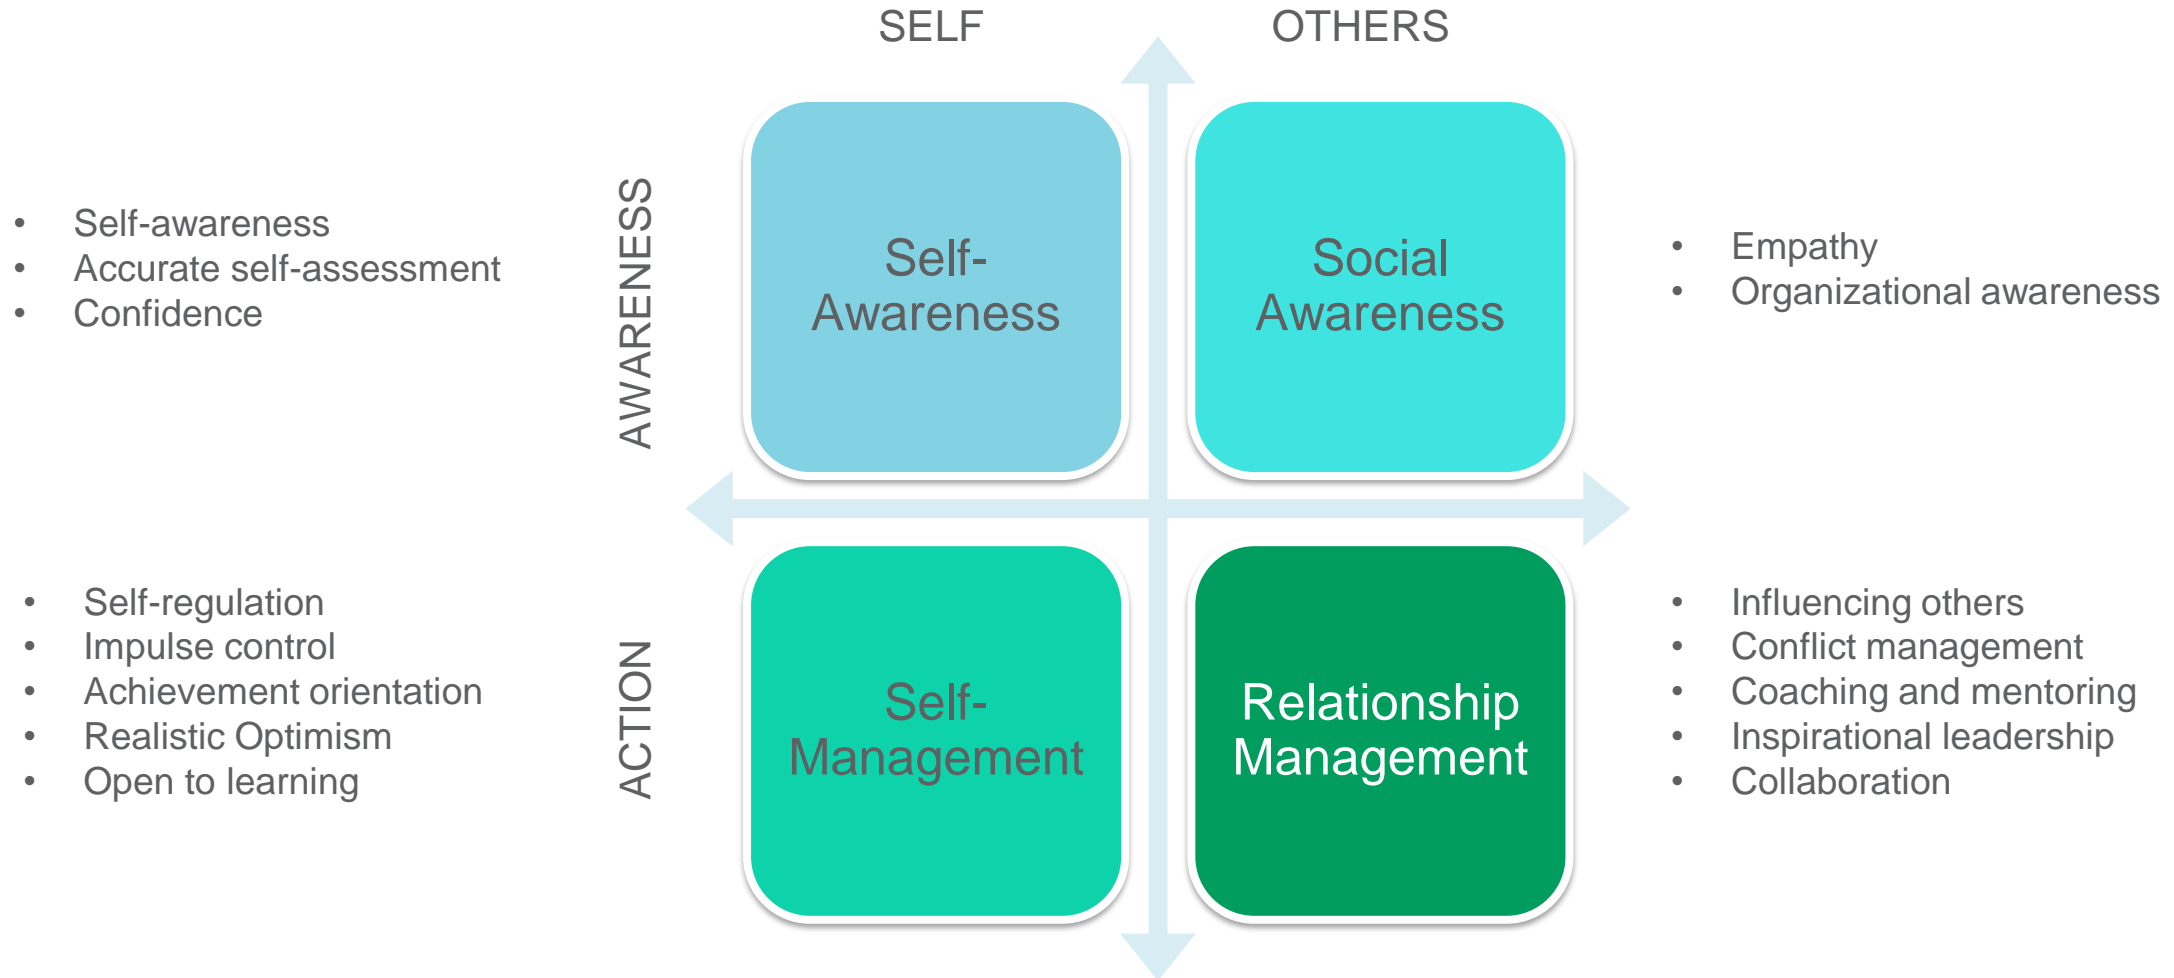 SELF
OTHERS
AWARENESS
• Self-awareness
• Accurate self-assessment
• Confidence
Self-
Awareness
Social
Awareness
• Empathy
• Organizational awareness
ACTION
• Self-regulation
• Impulse control
• Achievement orientation
• Realistic Optimism
• Open to learning
Self-
Management
Relationship
Management
• Influencing others
• Conflict management
• Coaching and mentoring
• Inspirational leadership
• Collaboration